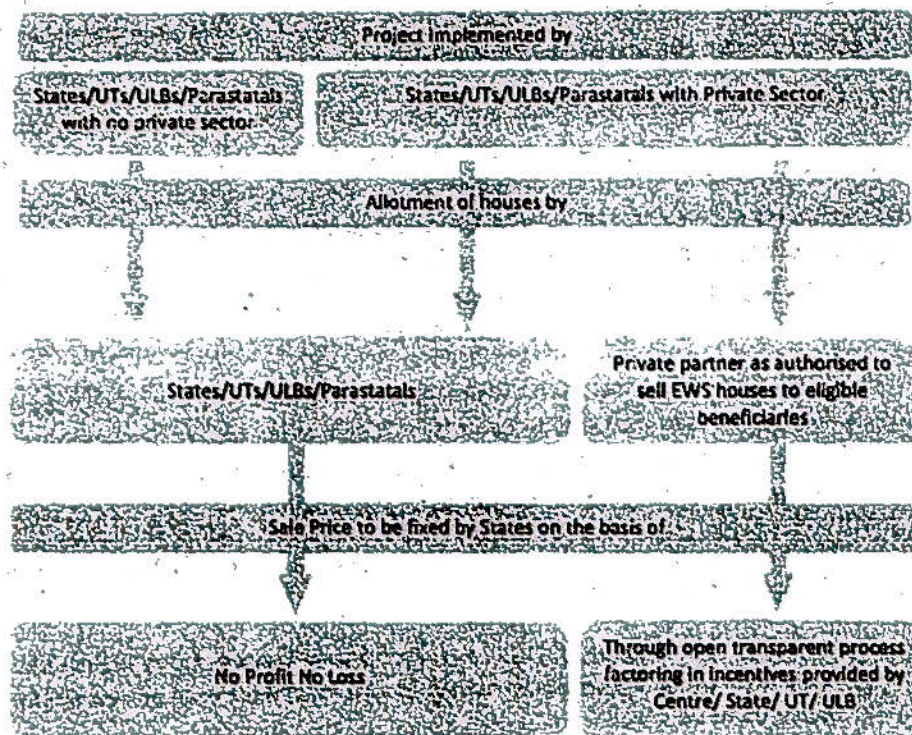 Project Implemented by
States/UTs/ULBs/Parastatals
with no private sector
States/UTs/ULBs/Parastatals with Private Sector
Allotment of houses by
States/UTs/ULBs/Parastatals
Private partner as authorised to
sell EWS houses to eligible
beneficiaries
Sale Price to be fixed by States on the basis of
No Profit No Loss
Through open transparent process
factoring in incentives provided by
Centre/ State/ UT/ ULB